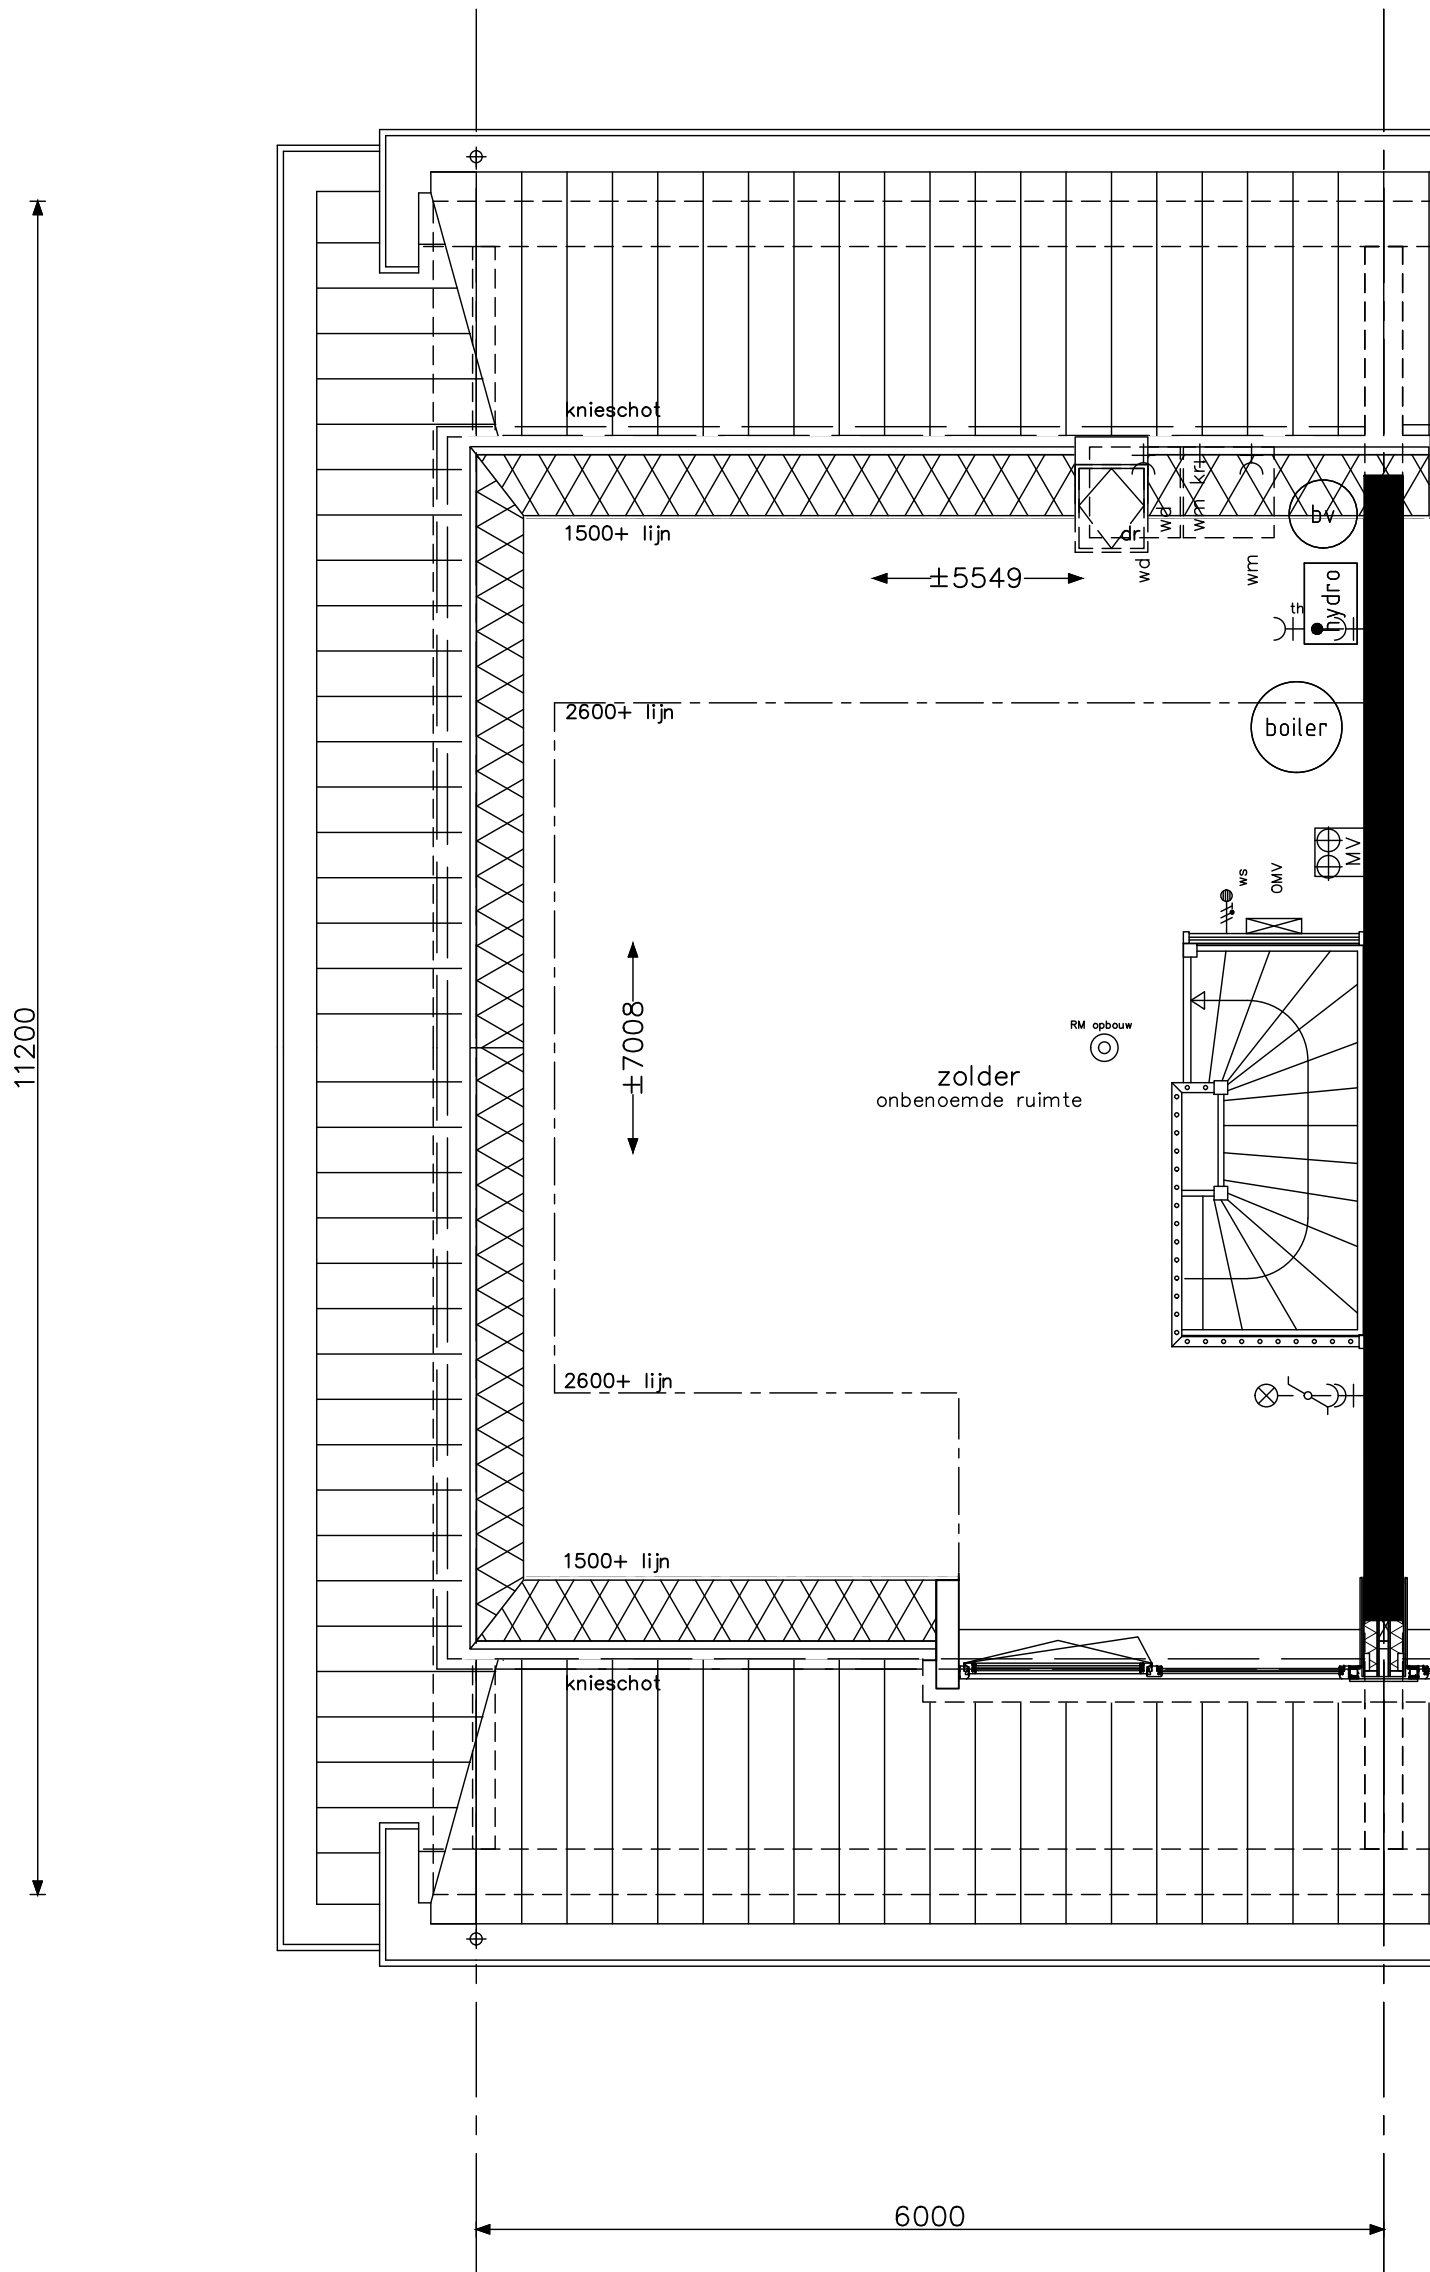 knieschot
1500+ lijn
±5549
dr
wd
wd
wm kr+
wm
bv
hydro
th
2600+ lijn
boiler
MV
ws
OMV
±7008
11200
RM opbouw
zolder
onbenoemde ruimte
2600+ lijn
1500+ lijn
knieschot
6000